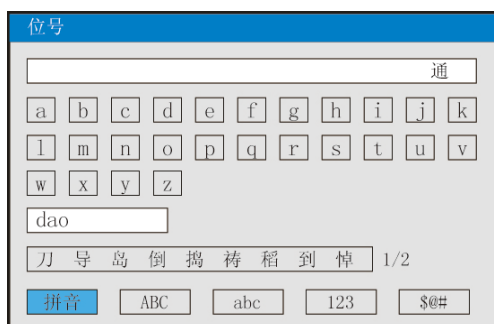 位号
通
a b c d e f g h i j k
l m n o p q r s t u v
w x y z
dao
刀 导 岛 倒 捣 祷 稻 到 悼 1/2
拼音 ABC abc 123 $@#